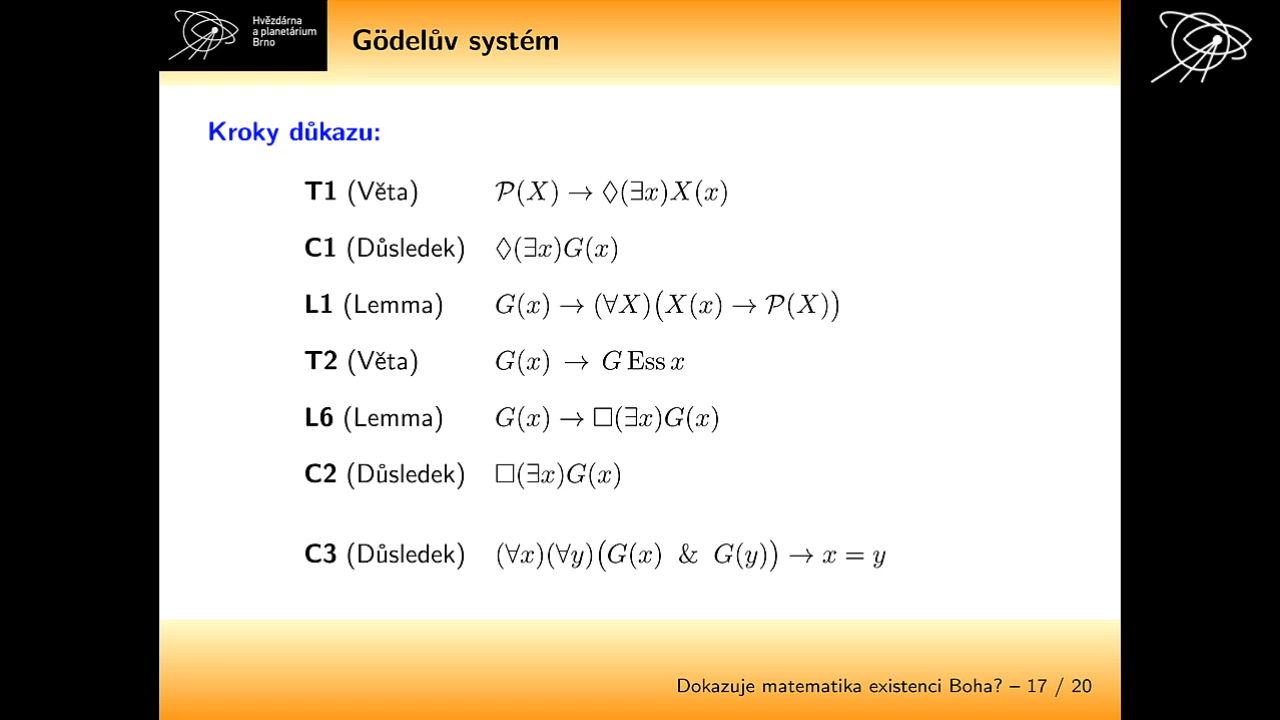 Hvězdárna
a planetárium
Brno
Gödelův systém
Kroky důkazu:
T1 (Věta) 𝒫(X) → ◊(∃x)X(x)
C1 (Důsledek) ◊(∃x)G(x)
L1 (Lemma) G(x) → (∀X)(X(x) → 𝒫(X))
T2 (Věta) G(x) → G Ess x
L6 (Lemma) G(x) → □(∃x)G(x)
C2 (Důsledek) □(∃x)G(x)
C3 (Důsledek) (∀x)(∀y)(G(x) & G(y)) → x = y
Dokazuje matematika existenci Boha? – 17 / 20